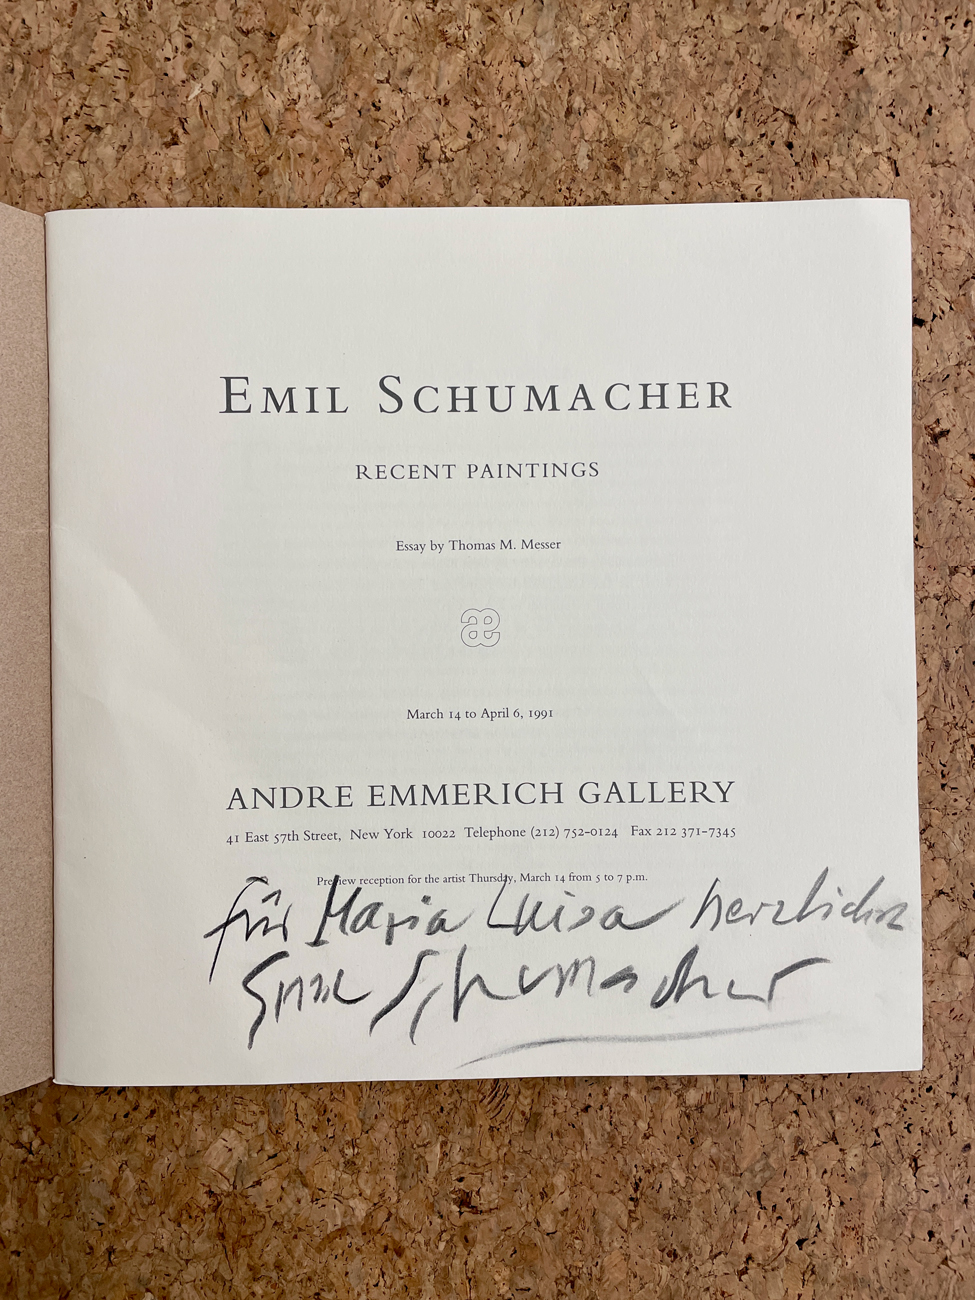 EMIL SCHUMACHER
RECENT PAINTINGS
Essay by Thomas M. Messer
æ
March 14 to April 6, 1991
ANDRE EMMERICH GALLERY
41 East 57th Street, New York 10022 Telephone (212) 752-0124 Fax 212 371-7345
Preview reception for the artist Thursday, March 14 from 5 to 7 p.m.
für Maria Luisa herzlichst
Emil Schumacher